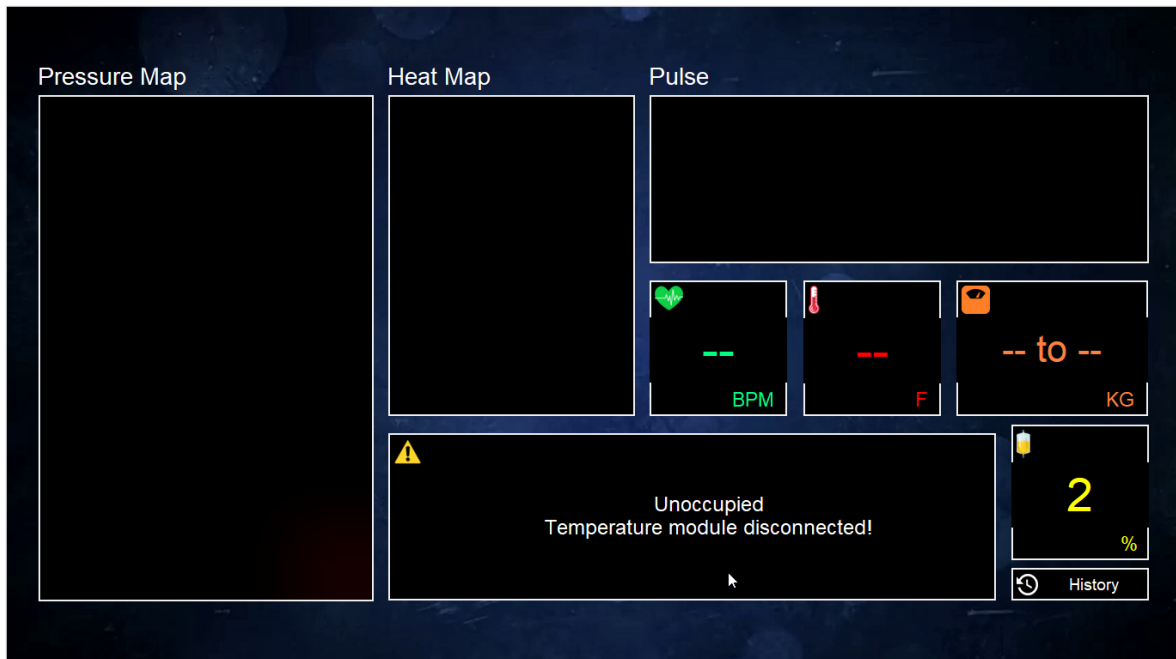 Pressure Map
Heat Map
Pulse
--
BPM
--
F
-- to --
KG
Unoccupied
Temperature module disconnected!
2
%
History